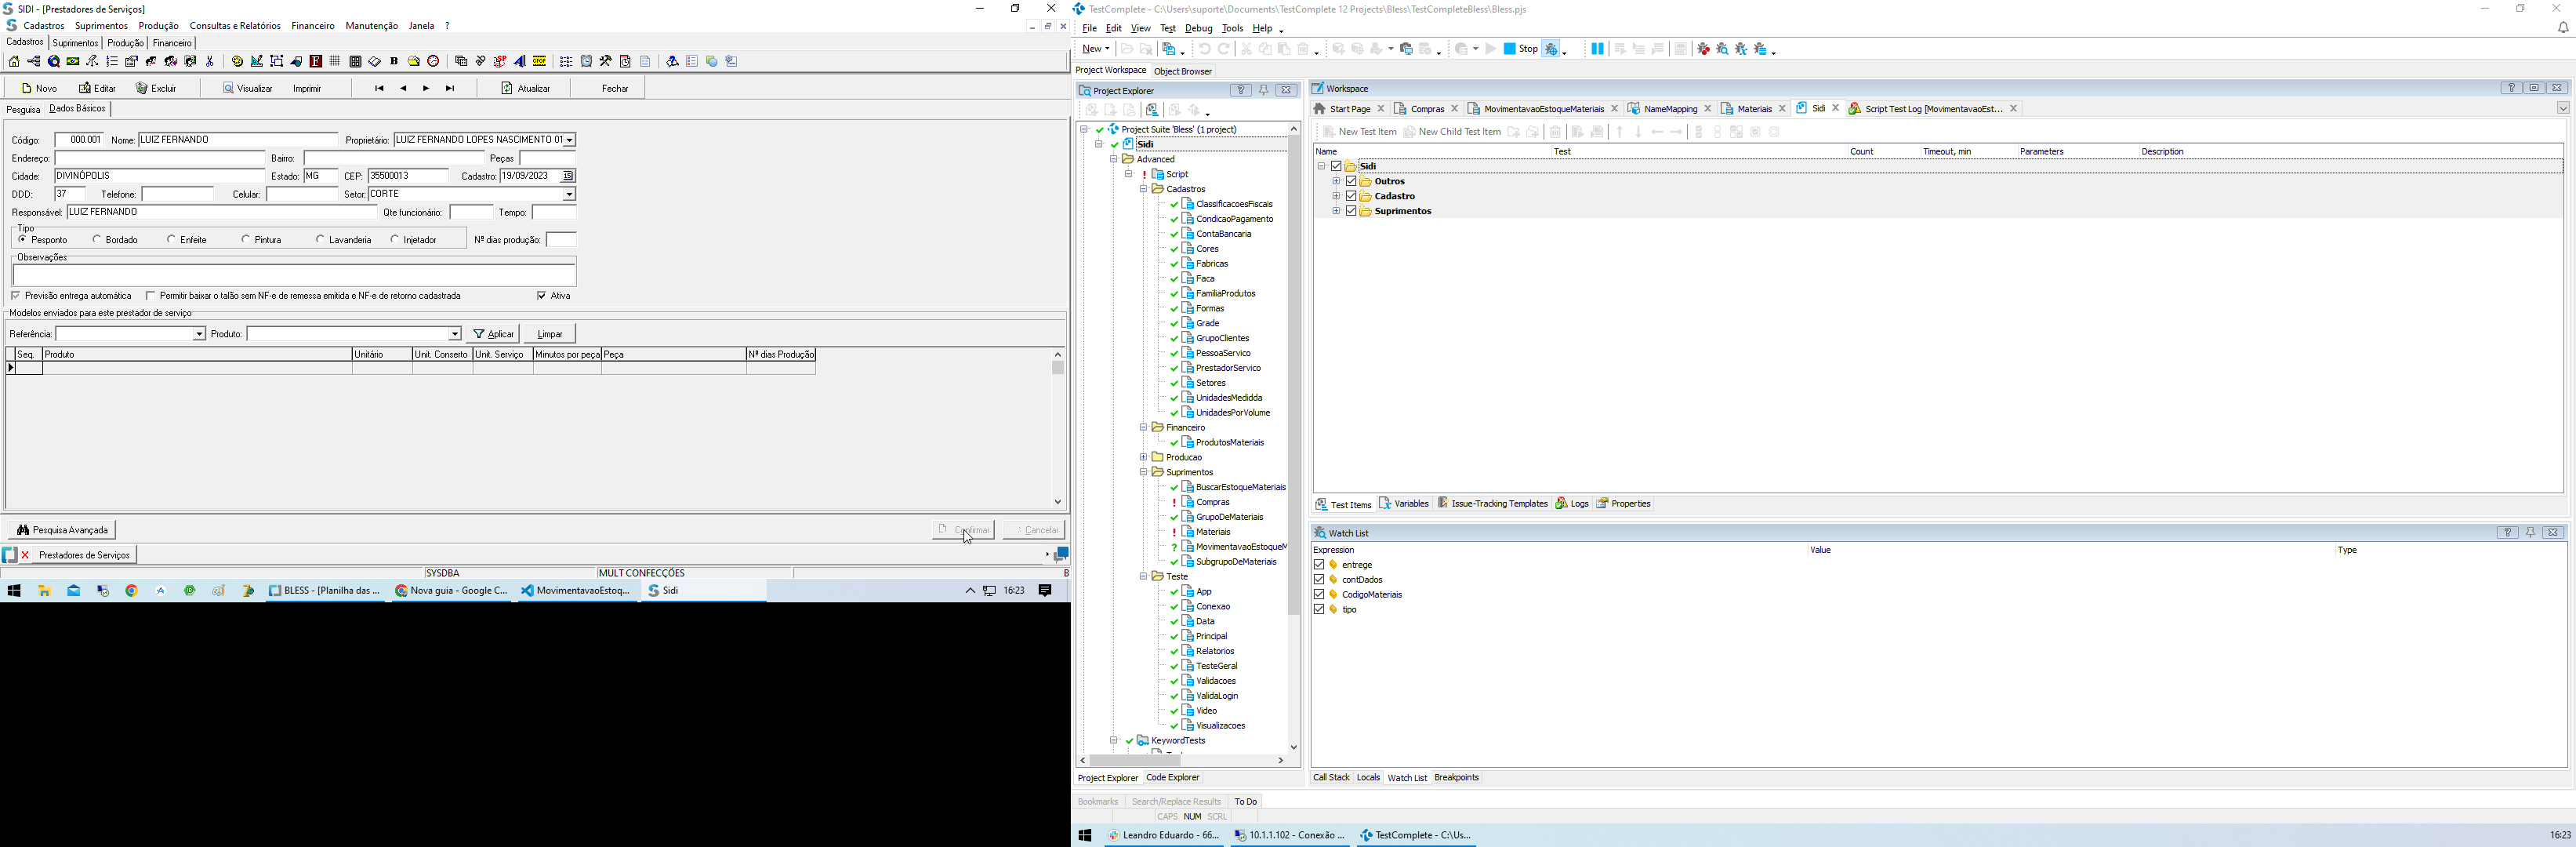 SIDI - [Prestadores de Serviços]
Cadastros Suprimentos Produção Consultas e Relatórios Financeiro Manutenção Janela ?
Cadastros Suprimentos Produção Financeiro
Novo Editar Excluir Visualizar Imprimir Atualizar Fechar
Pesquisa Dados Básicos
Código: 000.001 Nome: LUIZ FERNANDO Proprietário: LUIZ FERNANDO LOPES NASCIMENTO 01
Endereço: Bairro: Peças
Cidade: DIVINÓPOLIS Estado: MG CEP: 35500013 Cadastro: 19/09/2023 15
DDD: 37 Telefone: Celular: Setor: CORTE
Responsável: LUIZ FERNANDO Qte funcionário: Tempo:
Tipo
Pesponto Bordado Enfeite Pintura Lavanderia Injetador Nº dias produção:
Observações
Previsão entrega automática Permitir baixar o talão sem NF-e de remessa emitida e NF-e de retorno cadastrada Ativa
Modelos enviados para este prestador de serviço
Referência: Produto: Aplicar Limpar
Seq. Produto Unitário Unit. Conserto Unit. Serviço Minutos por peça Peça Nº dias Produção
Pesquisa Avançada Confirmar Cancelar
Prestadores de Serviços
SYSDBA MULT CONFECÇÕES B
BLESS - [Planilha das ... Nova guia - Google C... MovimentavaoEstoq... Sidi 16:23
TestComplete - C:\Users\suporte\Documents\TestComplete 12 Projects\Bless\TestCompleteBless\Bless.pjs
File Edit View Test Debug Tools Help
New Stop
Project Workspace Object Browser
Project Explorer
Project Suite 'Bless' (1 project)
Sidi
Advanced
Script
Cadastros
ClassificacoesFiscais
CondicaoPagamento
ContaBancaria
Cores
Fabricas
Faca
FamiliaProdutos
Formas
Grade
GrupoClientes
PessoaServico
PrestadorServico
Setores
UnidadesMedidda
UnidadesPorVolume
Financeiro
ProdutosMateriais
Producao
Suprimentos
BuscarEstoqueMateriais
Compras
GrupoDeMateriais
Materiais
MovimentavaoEstoqueM
SubgrupoDeMateriais
Teste
App
Conexao
Data
Principal
Relatorios
TesteGeral
Validacoes
ValidaLogin
Video
Visualizacoes
KeywordTests
Project Explorer Code Explorer
Workspace
Start Page Compras MovimentavaoEstoqueMateriais NameMapping Materiais Sidi Script Test Log [MovimentavaoEst...
New Test Item New Child Test Item
Name Test Count Timeout, min Parameters Description
Sidi
Outros
Cadastro
Suprimentos
Test Items Variables Issue-Tracking Templates Logs Properties
Watch List
Expression Value Type
entrege
contDados
CodigoMateriais
tipo
Call Stack Locals Watch List Breakpoints
Bookmarks Search/Replace Results To Do
CAPS NUM SCRL
Leandro Eduardo - 66... 10.1.1.102 - Conexão ... TestComplete - C:\Us... 16:23